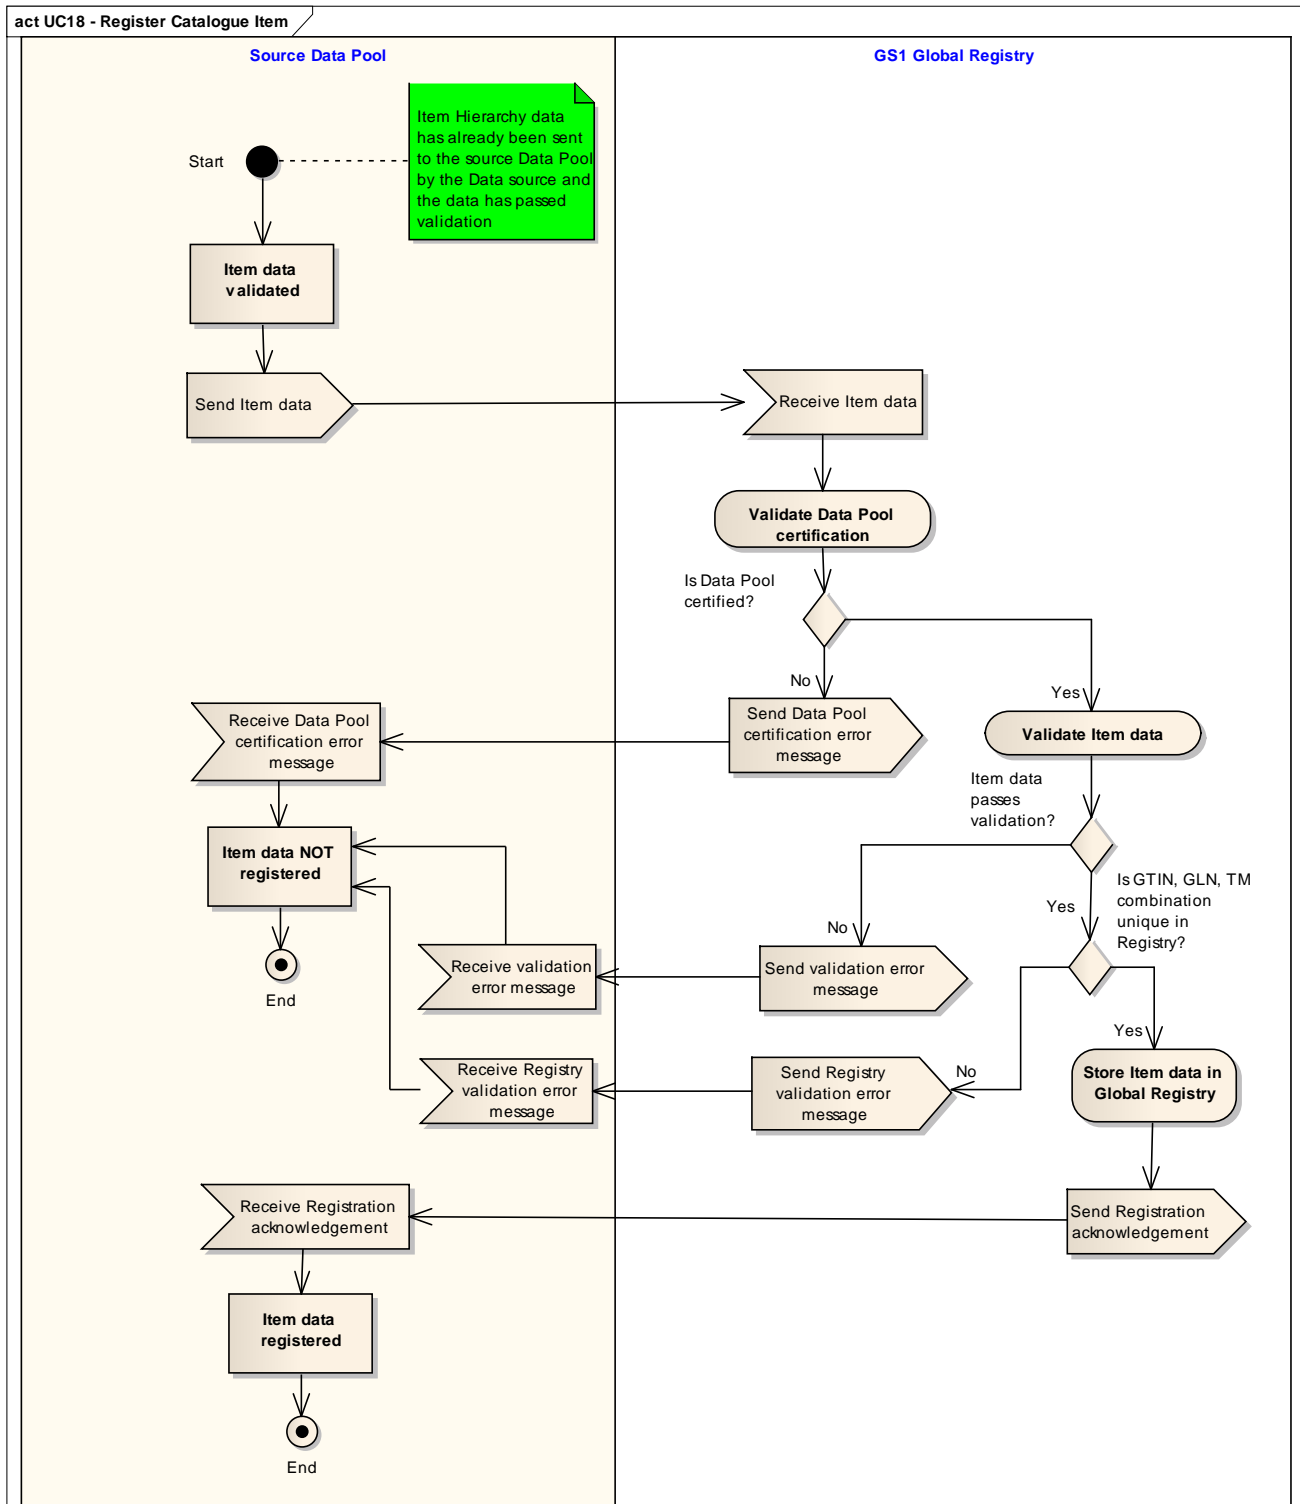 act UC18 - Register Catalogue Item
Source Data Pool
GS1 Global Registry
Item Hierarchy data
has already been sent
to the source Data Pool
by the Data source and
the data has passed
validation
Start
Item data
validated
Send Item data
Receive Item data
Validate Data Pool
certification
Is Data Pool
certified?
No
Yes
Receive Data Pool
certification error
message
Send Data Pool
certification error
message
Validate Item data
Item data
passes
validation?
Item data NOT
registered
Is GTIN, GLN, TM
combination
unique in
Registry?
Yes
No
Receive validation
error message
Send validation error
message
End
Yes
No
Receive Registry
validation error
message
Send Registry
validation error
message
Store Item data in
Global Registry
Receive Registration
acknowledgement
Send Registration
acknowledgement
Item data
registered
End